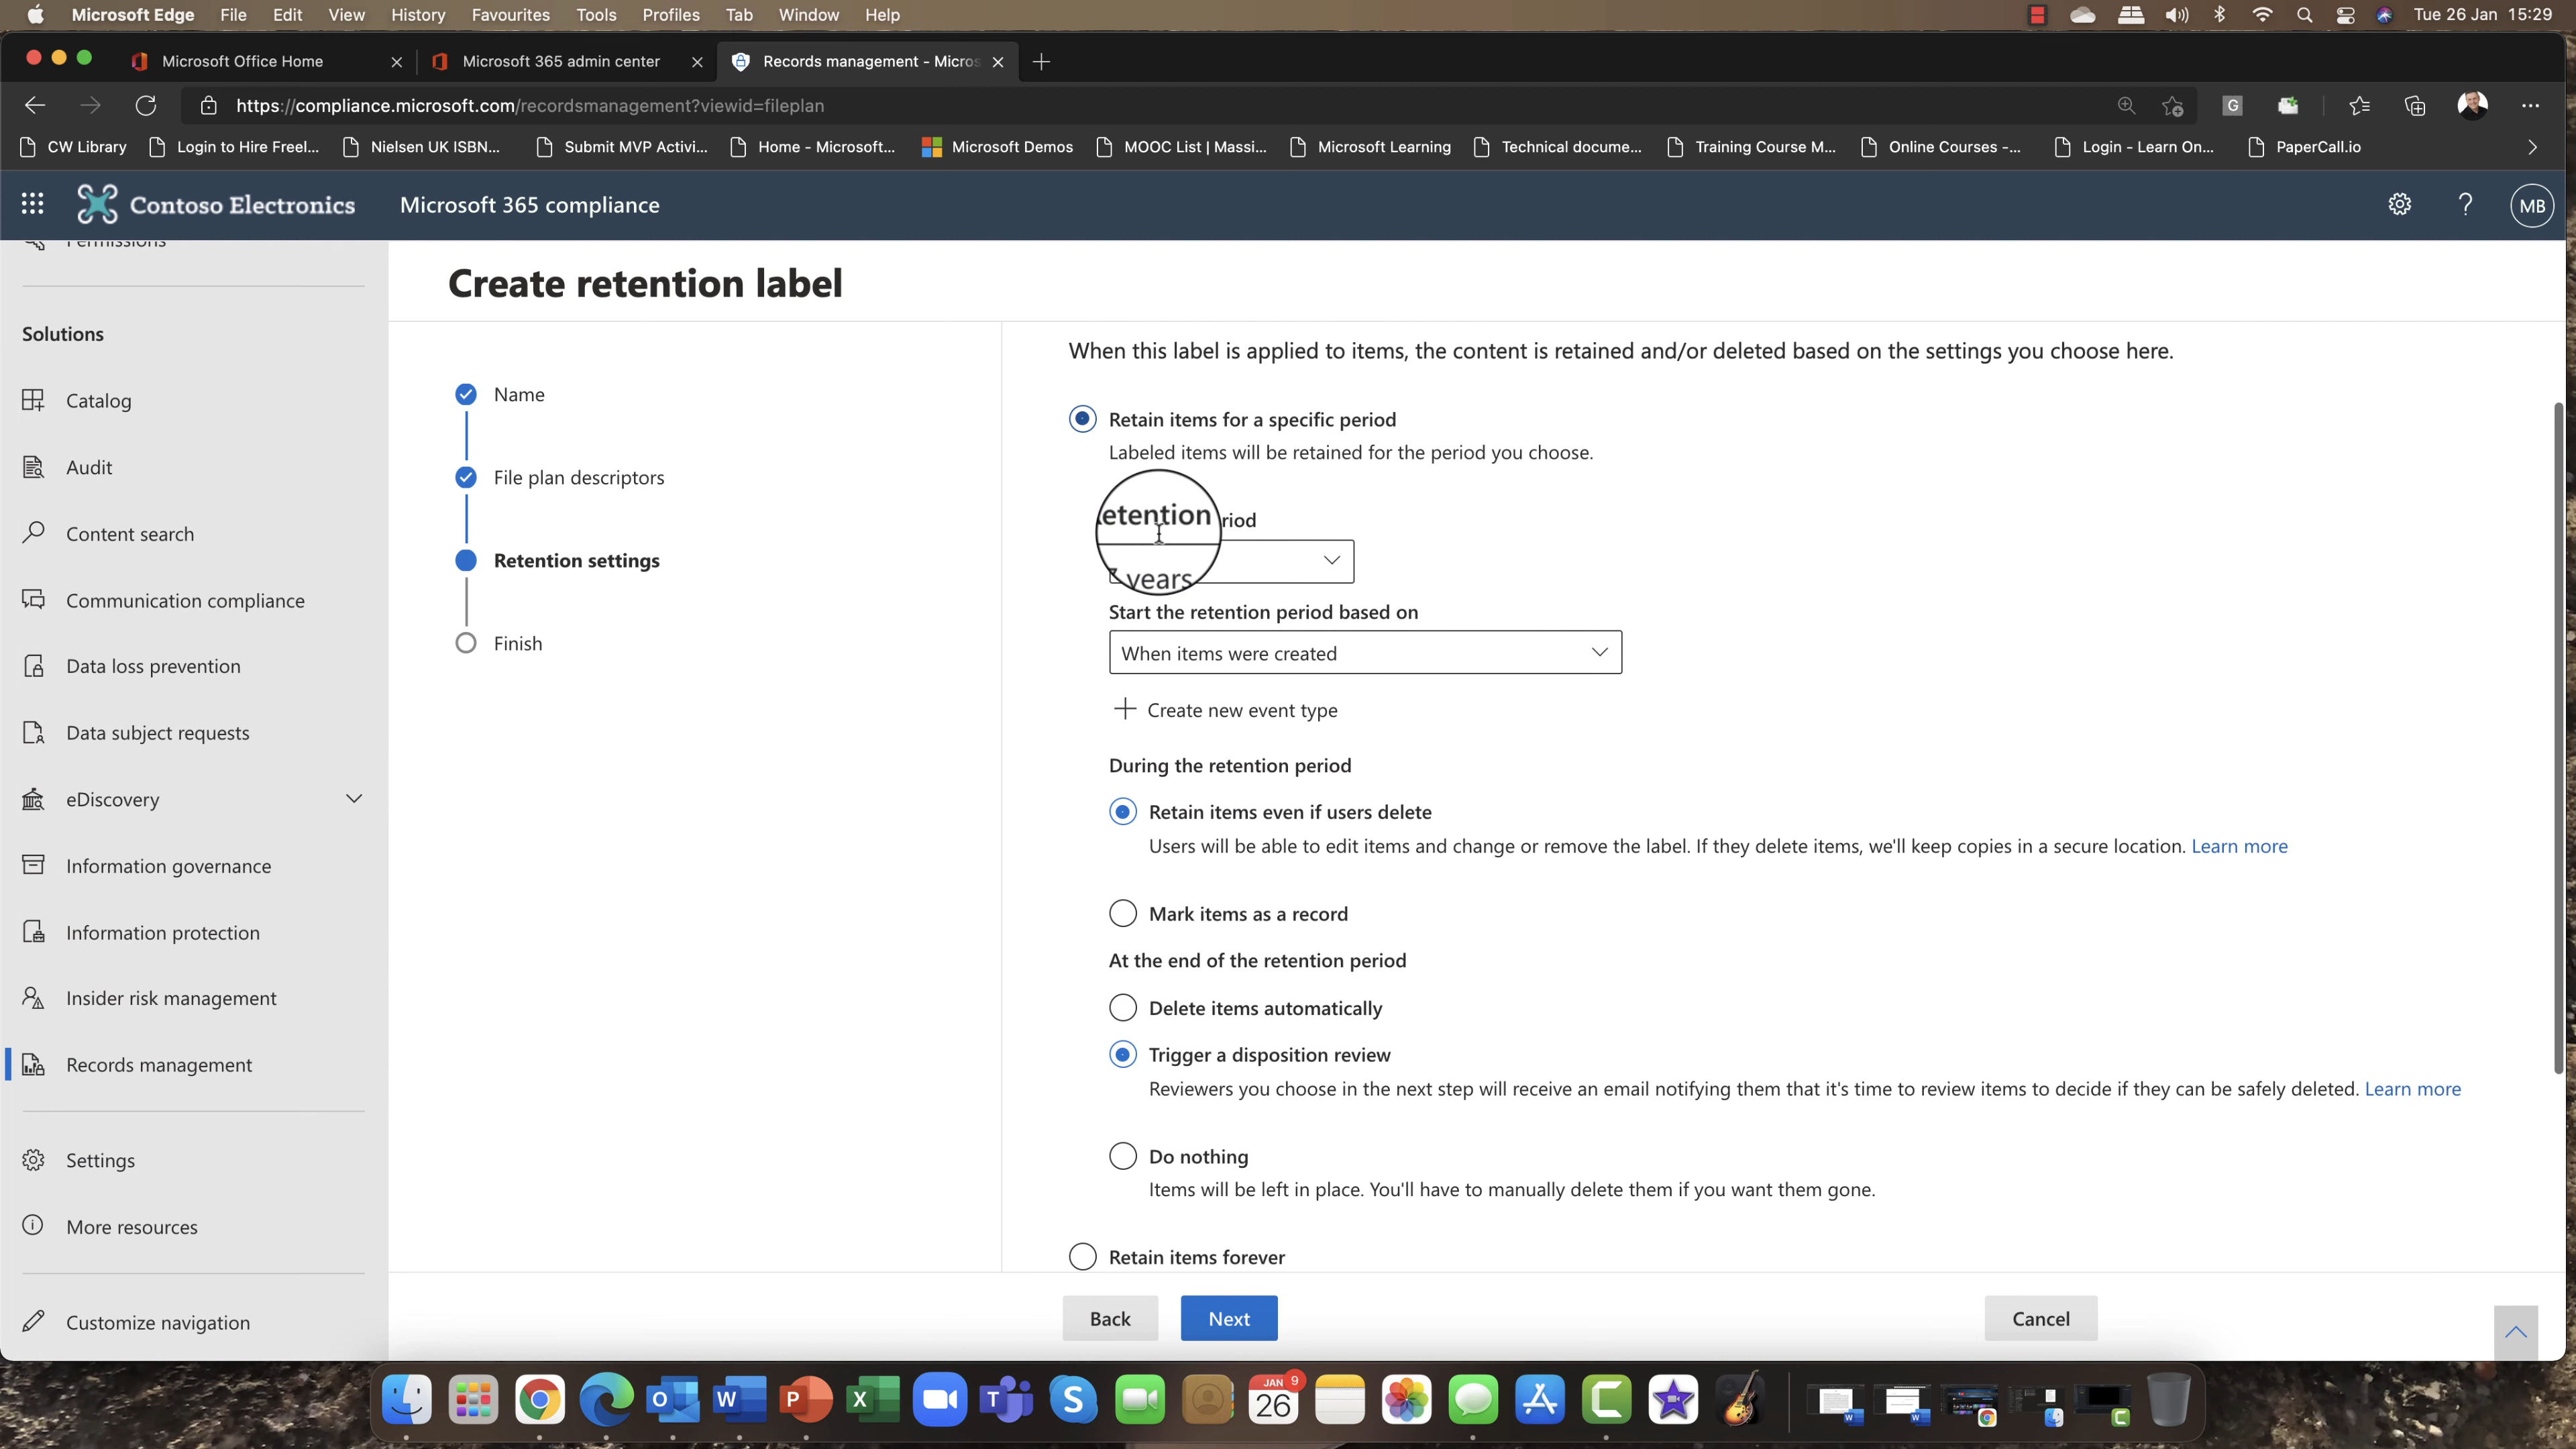 Microsoft Edge File Edit View History Favourites Tools Profiles Tab Window Help Tue 26 Jan 15:29
Microsoft Office Home Microsoft 365 admin center Records management - Micros
https://compliance.microsoft.com/recordsmanagement?viewid=fileplan G
CW Library Login to Hire Freel... Nielsen UK ISBN... Submit MVP Activi... Home - Microsoft... Microsoft Demos MOOC List | Massi... Microsoft Learning Technical docume... Training Course M... Online Courses -... Login - Learn On... PaperCall.io
Contoso Electronics Microsoft 365 compliance ? MB
Permissions
Solutions
Catalog
Audit
Content search
Communication compliance
Data loss prevention
Data subject requests
eDiscovery
Information governance
Information protection
Insider risk management
Records management
Settings
More resources
Customize navigation
Create retention label
Name
File plan descriptors
Retention settings
Finish
When this label is applied to items, the content is retained and/or deleted based on the settings you choose here.
Retain items for a specific period
Labeled items will be retained for the period you choose.
etention riod
7 years
Start the retention period based on
When items were created
Create new event type
During the retention period
Retain items even if users delete
Users will be able to edit items and change or remove the label. If they delete items, we'll keep copies in a secure location. Learn more
Mark items as a record
At the end of the retention period
Delete items automatically
Trigger a disposition review
Reviewers you choose in the next step will receive an email notifying them that it's time to review items to decide if they can be safely deleted. Learn more
Do nothing
Items will be left in place. You'll have to manually delete them if you want them gone.
Retain items forever
Back Next Cancel
JAN 9
26